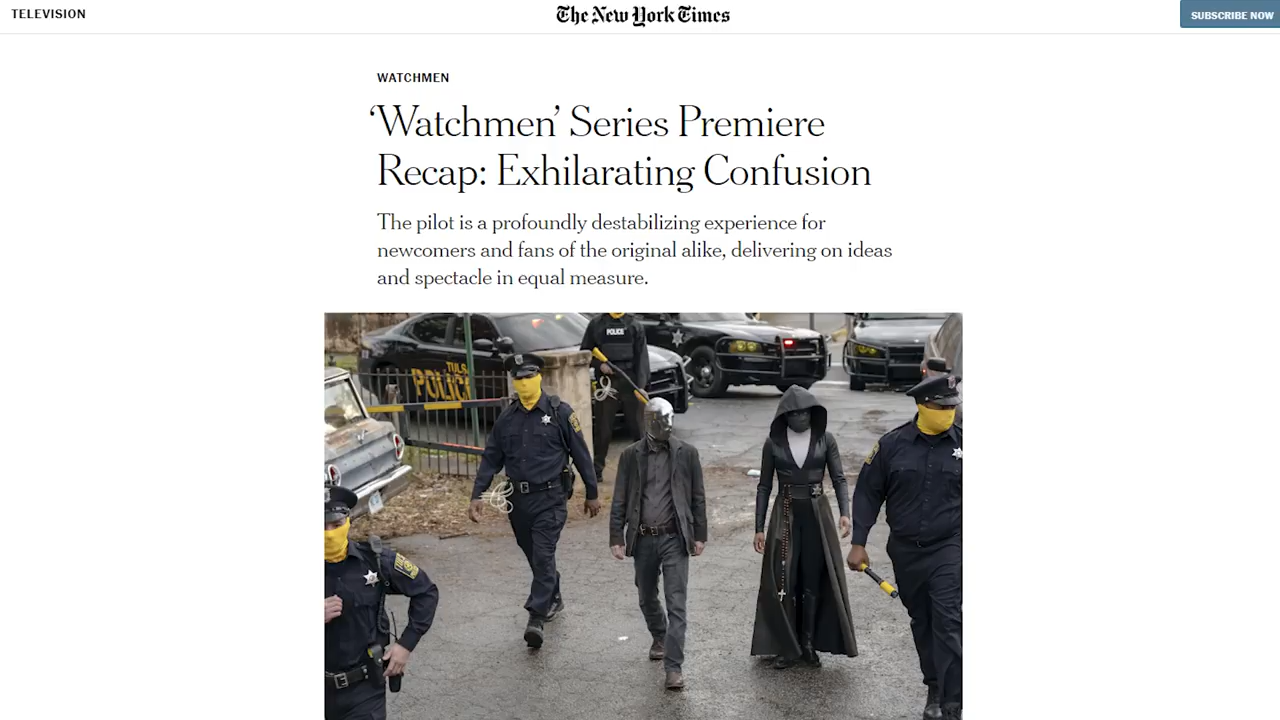 TELEVISION
The New York Times
SUBSCRIBE NOW
WATCHMEN
‘Watchmen’ Series Premiere
Recap: Exhilarating Confusion
The pilot is a profoundly destabilizing experience for
newcomers and fans of the original alike, delivering on ideas
and spectacle in equal measure.
POLICE
POLICE